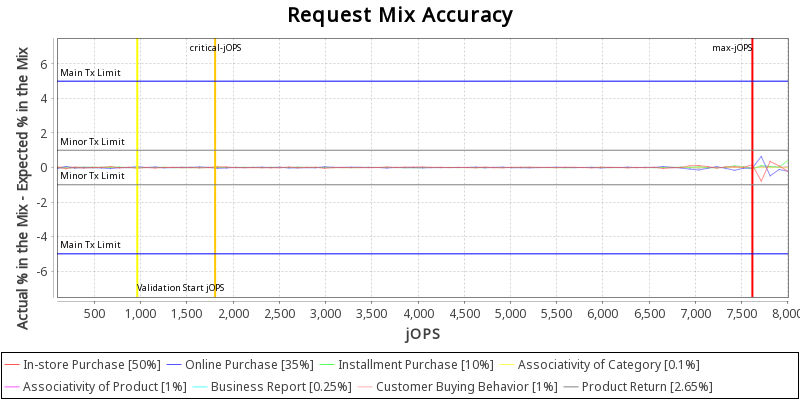 Request Mix Accuracy
critical-jOPS
max-jOPS
Main Tx Limit
Minor Tx Limit
Minor Tx Limit
Main Tx Limit
Validation Start jOPS
6
4
2
0
-2
-4
-6
Actual % in the Mix - Expected % in the Mix
500 1,000 1,500 2,000 2,500 3,000 3,500 4,000 4,500 5,000 5,500 6,000 6,500 7,000 7,500 8,000
jOPS
In-store Purchase [50%] Online Purchase [35%] Installment Purchase [10%] Associativity of Category [0.1%]
Associativity of Product [1%] Business Report [0.25%] Customer Buying Behavior [1%] Product Return [2.65%]